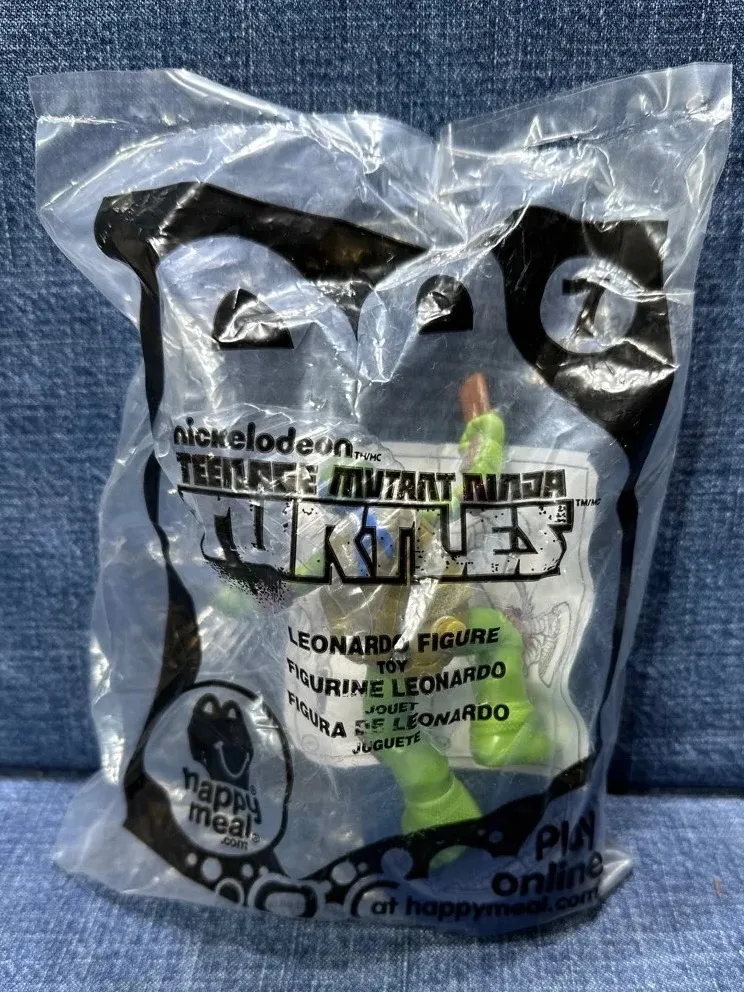 7
nickelodeon TM/MC
TEENAGE MUTANT NINJA
TURTLES TM/MC
LEONARDO FIGURE
TOY
FIGURINE LEONARDO
JOUET
FIGURA DE LEONARDO
JUGUETE
happy
meal®
.com
Play
online
at happymeal.com